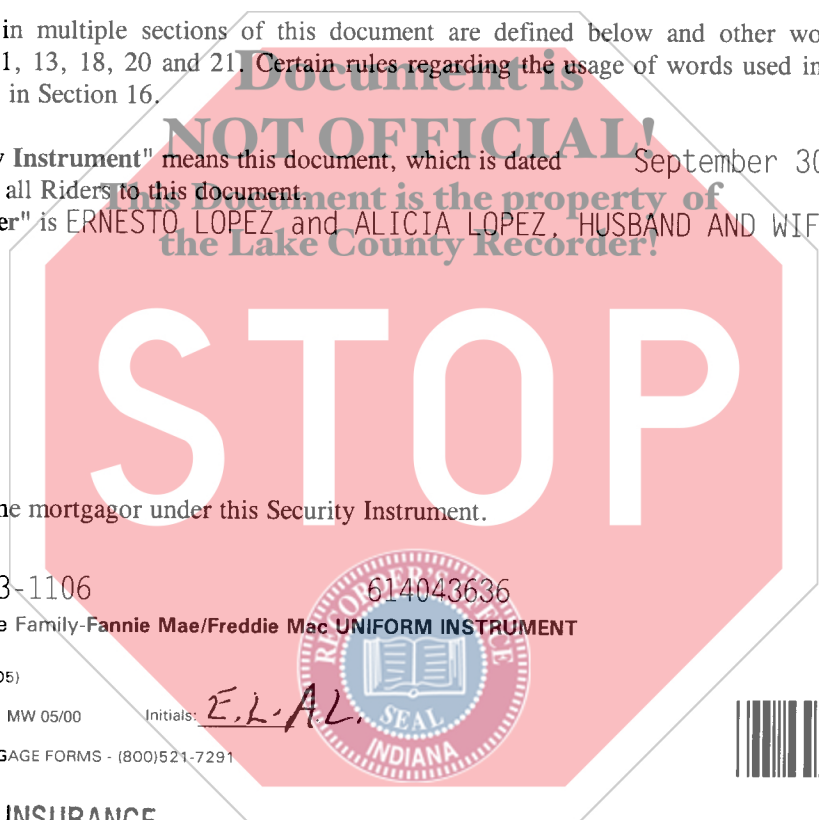 in multiple sections of this document are defined below and other wo
1, 13, 18, 20 and 21. Certain rules regarding the usage of words used in
in Section 16.
Document is
NOT OFFICIAL!
This Document is the property of
the Lake County Recorder!
Instrument" means this document, which is dated September 30
all Riders to this document.
er" is ERNESTO LOPEZ and ALICIA LOPEZ, HUSBAND AND WIF
STOP
he mortgagor under this Security Instrument.
3-1106 614043636
e Family-Fannie Mae/Freddie Mac UNIFORM INSTRUMENT
05)
MW 05/00 Initials: E.L. A.L.
GAGE FORMS - (800)521-7291
RECORDER'S OFFICE
SEAL
INDIANA
INSURANCE